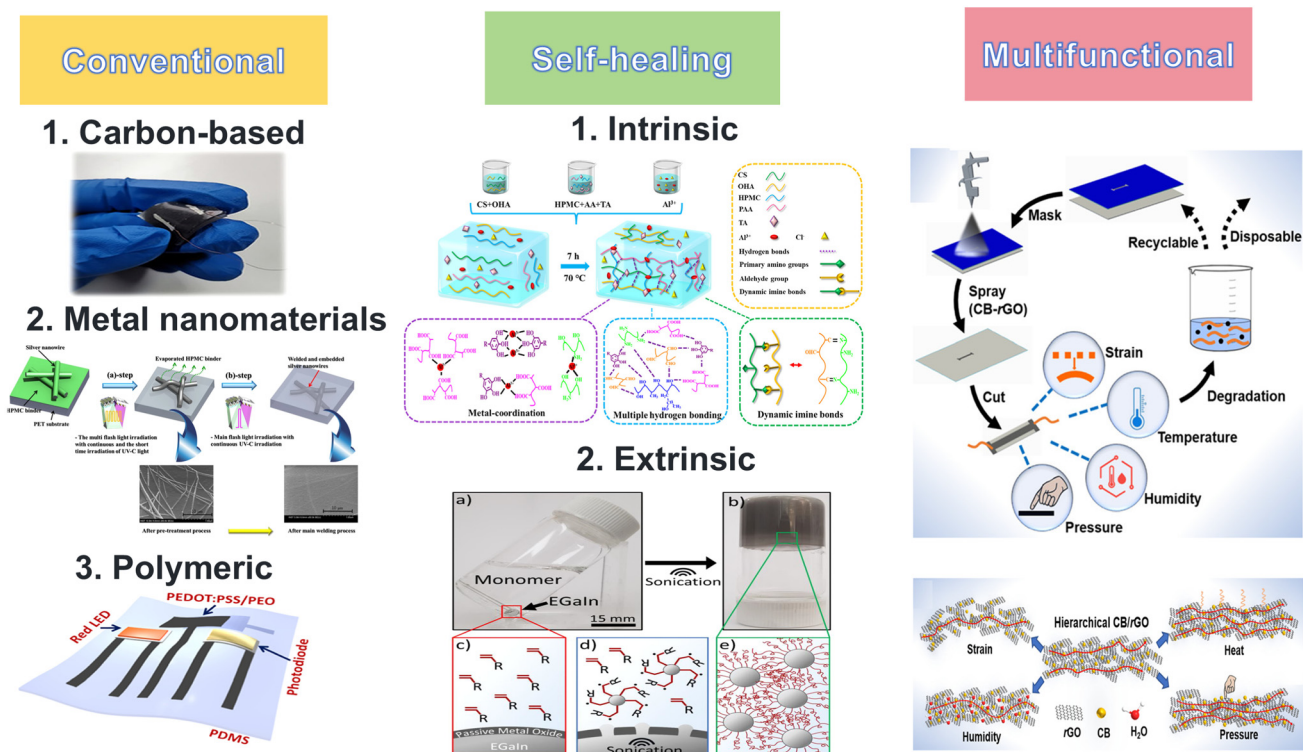 Conventional
1. Carbon-based
2. Metal nanomaterials
Silver nanowire
HPMC binder
PET substrate
(a)-step
Evaporated HPMC binder
(b)-step
Welded and embedded
silver nanowires
- The multi flash light irradiation
with continuous and the short
time irradiation of UV-C light
- Main flash light irradiation with
continuous UV-C irradiation
After pre-treatment process
After main welding process
3. Polymeric
PEDOT:PSS/PEO
Red LED
Photodiode
PDMS
Self-healing
1. Intrinsic
CS+OHA
HPMC+AA+TA
Al³⁺
7 h
70 °C
CS
OHA
HPMC
PAA
TA
Al³⁺ Cl
Hydrogen bonds
Primary amino groups
Aldehyde group
Dynamic imine bonds
Metal-coordination
Multiple hydrogen bonding
Dynamic imine bonds
2. Extrinsic
a)
Monomer
EGaIn
15 mm
Sonication
b)
c)
R
R
R
R
R
R
R
Passive Metal Oxide
EGaIn
d)
Sonication
e)
Multifunctional
Mask
Recyclable
Disposable
Spray
(CB-rGO)
Cut
Strain
Temperature
Humidity
Pressure
Degradation
Hierarchical CB/rGO
Strain
Heat
Humidity
rGO
CB
H₂O
Pressure